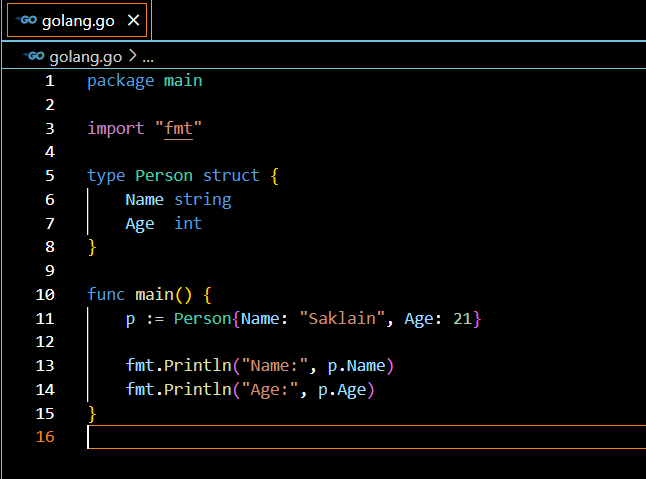 GO golang.go ×
GO golang.go > ...
1 package main
2
3 import "fmt"
4
5 type Person struct {
6     Name string
7     Age  int
8 }
9
10 func main() {
11     p := Person{Name: "Saklain", Age: 21}
12
13     fmt.Println("Name:", p.Name)
14     fmt.Println("Age:", p.Age)
15 }
16